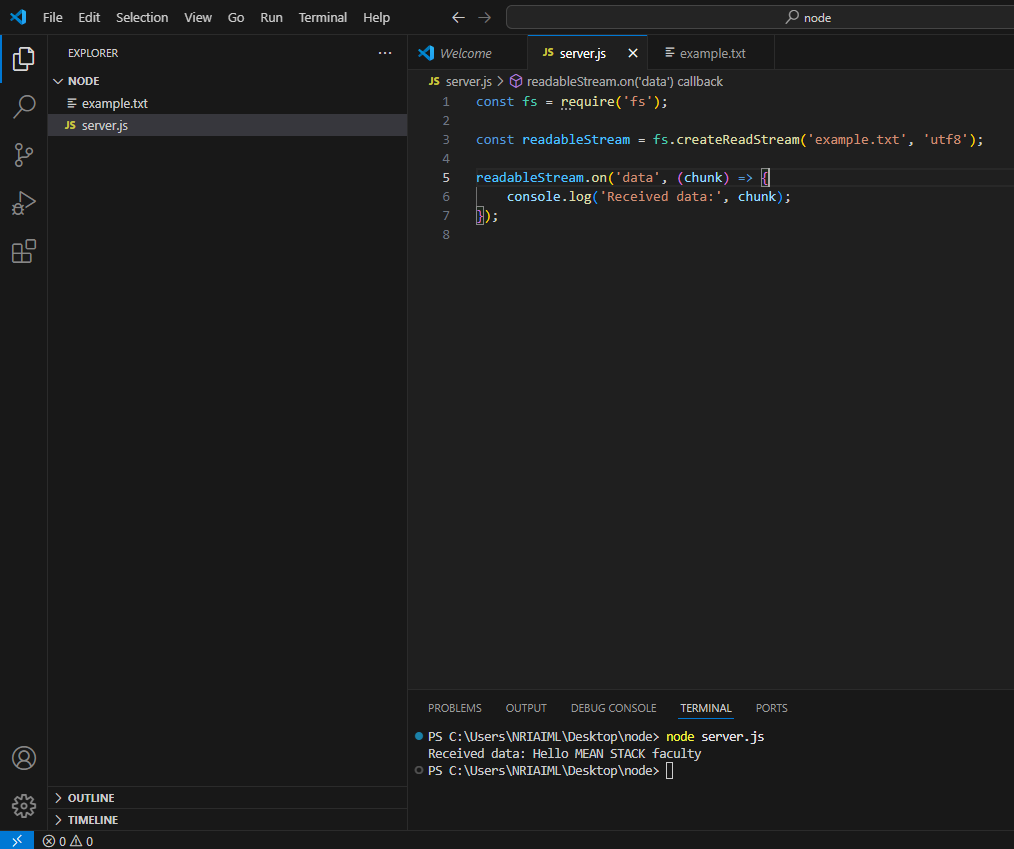 File Edit Selection View Go Run Terminal Help
node
EXPLORER
NODE
example.txt
JS server.js
Welcome
JS server.js
example.txt
JS server.js > readableStream.on('data') callback
1 const fs = require('fs');
2
3 const readableStream = fs.createReadStream('example.txt', 'utf8');
4
5 readableStream.on('data', (chunk) => {
6 console.log('Received data:', chunk);
7 });
8
PROBLEMS OUTPUT DEBUG CONSOLE TERMINAL PORTS
PS C:\Users\NRIAIML\Desktop\node> node server.js
Received data: Hello MEAN STACK faculty
PS C:\Users\NRIAIML\Desktop\node>
OUTLINE
TIMELINE
0 0